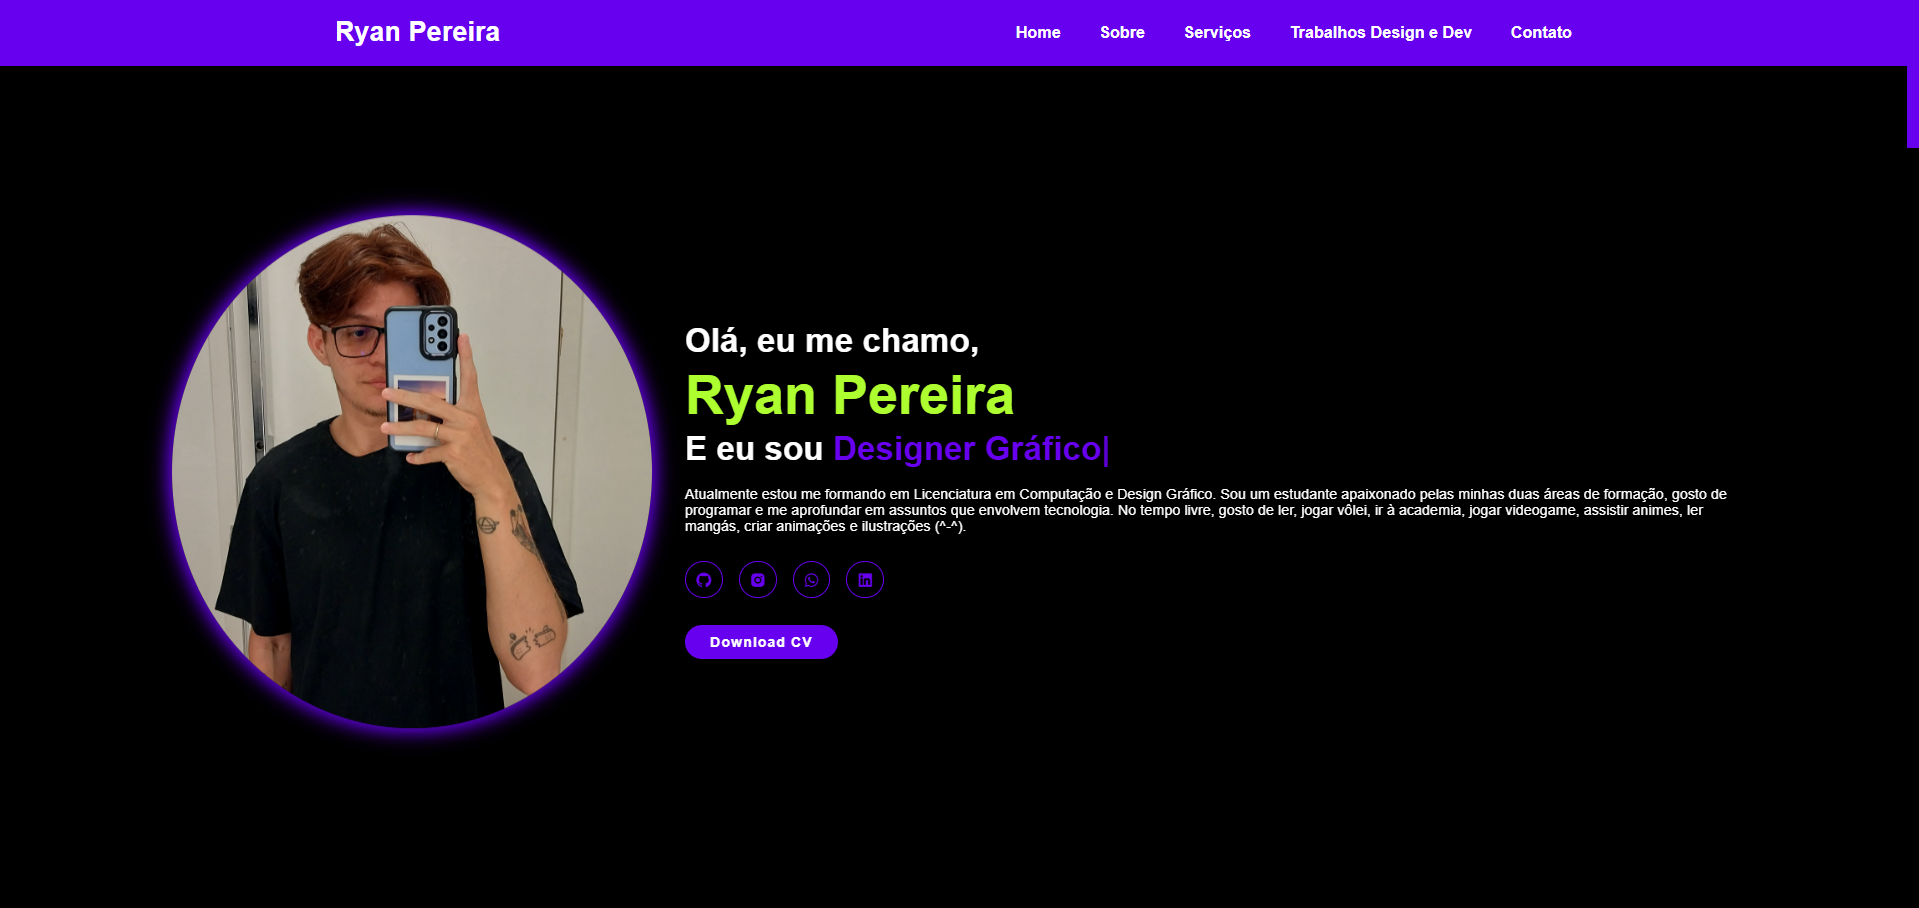 Ryan Pereira
Home Sobre Serviços Trabalhos Design e Dev Contato
Olá, eu me chamo,
Ryan Pereira
E eu sou Designer Gráfico|
Atualmente estou me formando em Licenciatura em Computação e Design Gráfico. Sou um estudante apaixonado pelas minhas duas áreas de formação, gosto de
programar e me aprofundar em assuntos que envolvem tecnologia. No tempo livre, gosto de ler, jogar vôlei, ir à academia, jogar videogame, assistir animes, ler
mangás, criar animações e ilustrações (^-^).
Download CV